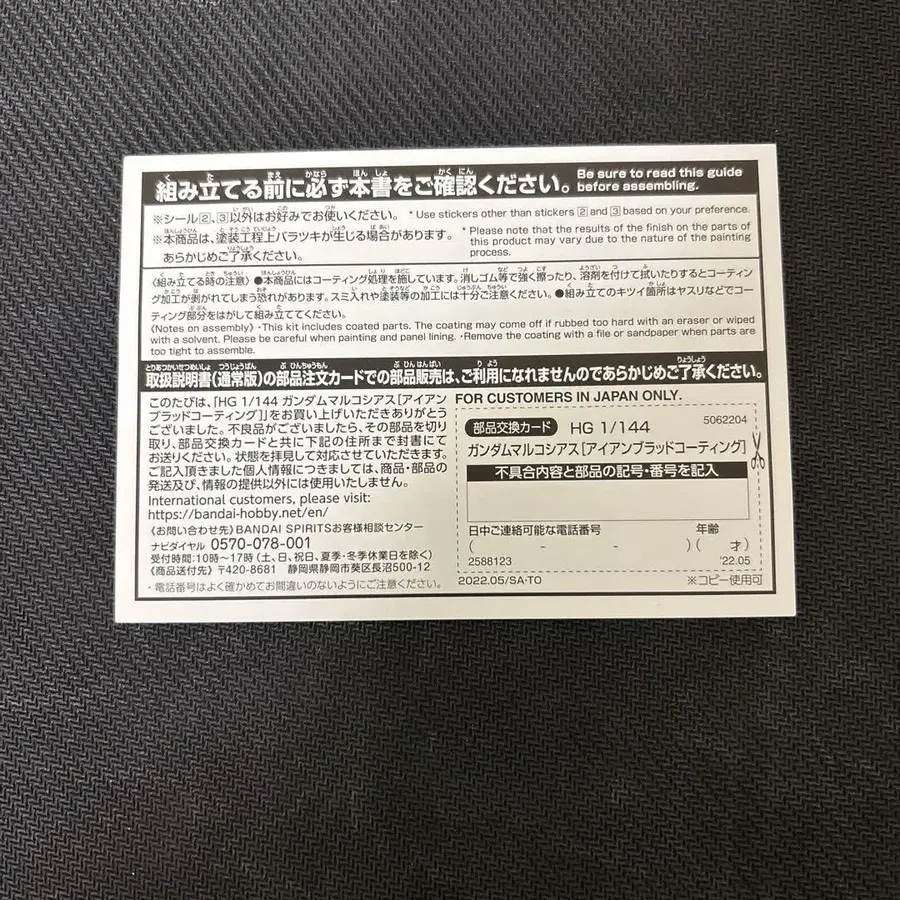 組み立てる前に必ず本書をご確認ください。 Be sure to read this guide before assembling.
※シール2、3以外はお好みでお使いください。 * Use stickers other than stickers 2 and 3 based on your preference.
※本商品は、塗装工程上バラツキが生じる場合があります。
あらかじめご了承ください。
* Please note that the results of the finish on the parts of
this product may vary due to the nature of the painting
process.
〈組み立てる時の注意〉●本商品にはコーティング処理を施しています。消しゴム等で強く擦ったり、溶剤を付けて拭いたりするとコーティ
ング加工が剥がれてしまう恐れがあります。スミ入れや塗装等の加工には十分ご注意ください。●組み立てのキツイ箇所はヤスリなどでコー
ティング部分をはがして組み立ててください。
〈Notes on assembly〉・This kit includes coated parts. The coating may come off if rubbed too hard with an eraser or wiped
with a solvent. Please be careful when painting and panel lining. ・Remove the coating with a file or sandpaper when parts are
too tight to assemble.
取扱説明書(通常版)の部品注文カードでの部品販売は、ご利用になれませんのであらかじめご了承ください。
このたびは、「HG 1/144 ガンダムマルコシアス[アイアン
ブラッドコーティング]」をお買い上げいただきありがとう
ございました。不良品がございましたら、その部品を切り
取り、部品交換カードと共に下記の住所まで封書にて
お送りください。状態を拝見して対応させていただきます。
ご記入頂きました個人情報につきましては、商品・部品の
発送及び、情報の提供以外には使用いたしません。
International customers, please visit:
https://bandai-hobby.net/en/
《お問い合わせ先》BANDAI SPIRITSお客様相談センター
ナビダイヤル 0570-078-001
受付時間:10時〜17時(土、日、祝日、夏季・冬季休業日を除く)
《商品送付先》〒420-8681 静岡県静岡市葵区長沼500-12
・電話番号はよく確かめてお間違いのないようにご注意ください。
FOR CUSTOMERS IN JAPAN ONLY.
5062204
部品交換カード HG 1/144
ガンダムマルコシアス[アイアンブラッドコーティング]
不具合内容と部品の記号・番号を記入
日中ご連絡可能な電話番号 年齢
( - - )( 才)
2588123 '22.05
2022.05/SA-TO ※コピー使用可